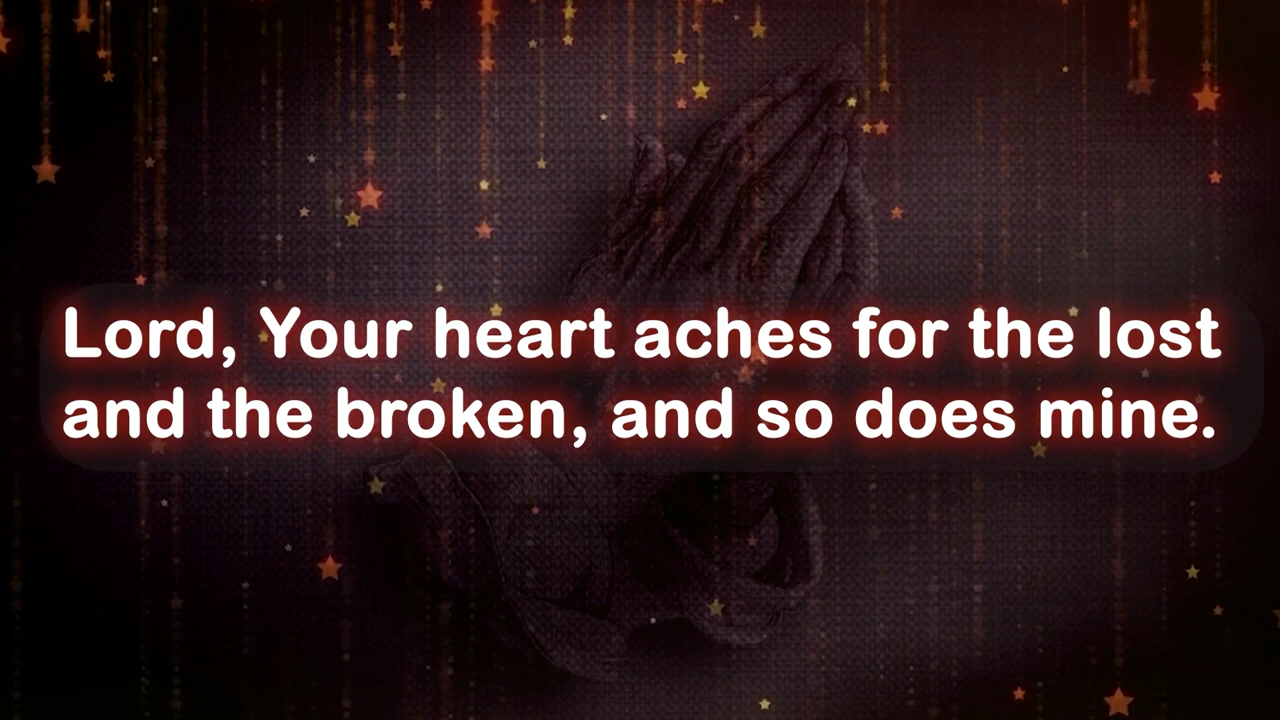 Lord, Your heart aches for the lost
and the broken, and so does mine.